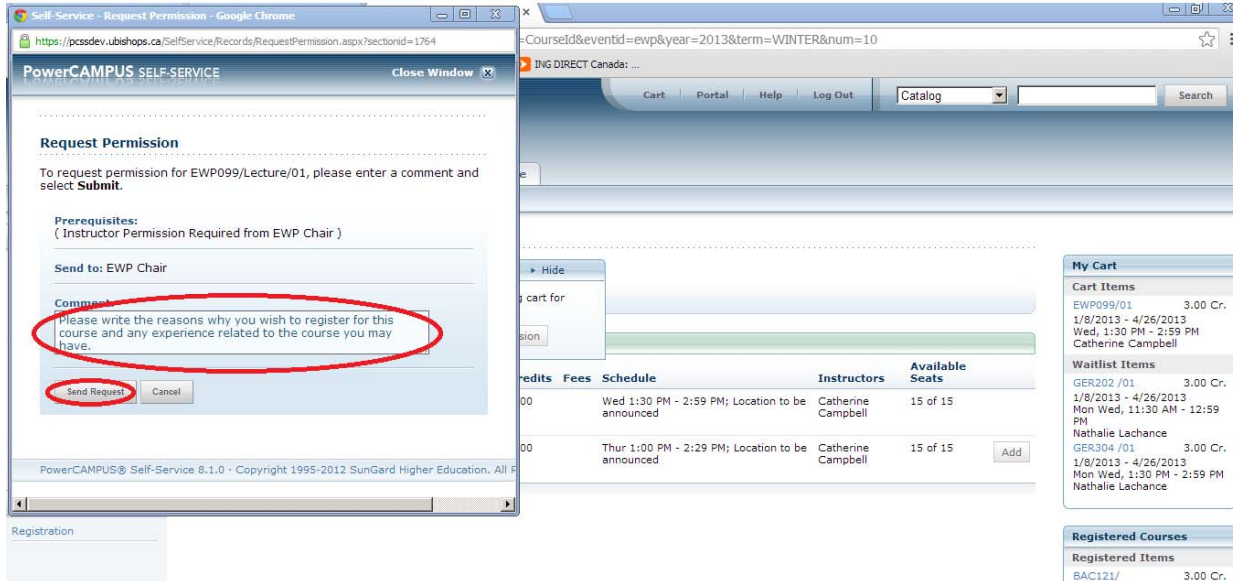 Self-Service - Request Permission - Google Chrome
https://pcssdev.ubishops.ca/SelfService/Records/RequestPermission.aspx?sectionid=1764
=CourseId&eventid=ewp&year=2013&term=WINTER&num=10
ING DIRECT Canada: ...
PowerCAMPUS SELF-SERVICE
Close Window X
Cart Portal Help Log Out
Catalog
Search
Request Permission
To request permission for EWP099/Lecture/01, please enter a comment and
select Submit.
Prerequisites:
( Instructor Permission Required from EWP Chair )
Send to: EWP Chair
Comment:
Please write the reasons why you wish to register for this
course and any experience related to the course you may
have.
Send Request
Cancel
PowerCAMPUS® Self-Service 8.1.0 · Copyright 1995-2012 SunGard Higher Education. All R
Registration
e
Hide
g cart for
sion
redits Fees Schedule Instructors Available
Seats
00 Wed 1:30 PM - 2:59 PM; Location to be Catherine 15 of 15
announced Campbell
00 Thur 1:00 PM - 2:29 PM; Location to be Catherine 15 of 15 Add
announced Campbell
My Cart
Cart Items
EWP099/01 3.00 Cr.
1/8/2013 - 4/26/
2013
Wed, 1:30 PM - 2:59 PM
Catherine Campbell
Waitlist Items
GER202 /01 3.00 Cr.
1/8/2013 - 4/26/2013
Mon Wed, 11:30 AM - 12:59
PM
Nathalie Lachance
GER304 /01 3.00 Cr.
1/8/2013 - 4/26/2013
Mon Wed, 1:30 PM - 2:59 PM
Nathalie Lachance
Registered Courses
Registered Items
BAC121/ 3.00 Cr.